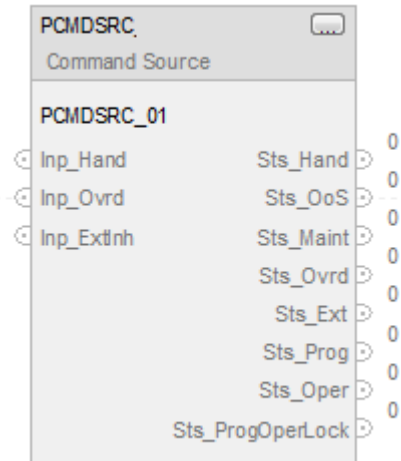 PCMDSRC
...
Command Source
PCMDSRC_01
Inp_Hand Sts_Hand 0
Inp_Ovrd Sts_OoS 0
Inp_ExtInh Sts_Maint 0
Sts_Ovrd 0
Sts_Ext 0
Sts_Prog 0
Sts_Oper 0
Sts_ProgOperLock 0